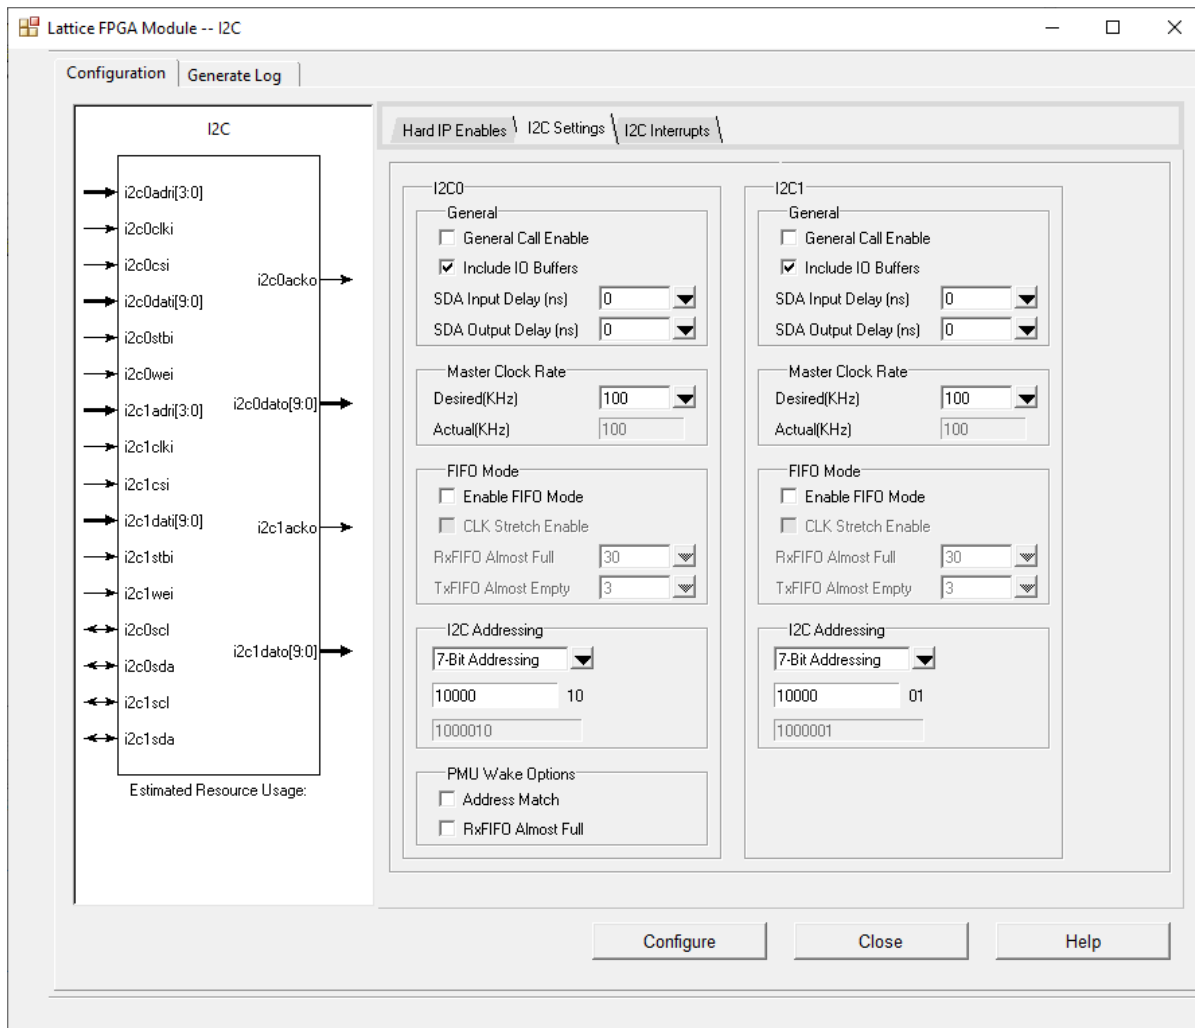 Lattice FPGA Module -- I2C
Configuration
Generate Log
I2C
i2c0adri[3:0]
i2c0clki
i2c0csi
i2c0acko
i2c0dati[9:0]
i2c0stbi
i2c0wei
i2c0dato[9:0]
i2c1adri[3:0]
i2c1clki
i2c1csi
i2c1dati[9:0]
i2c1acko
i2c1stbi
i2c1wei
i2c0scl
i2c1dato[9:0]
i2c0sda
i2c1scl
i2c1sda
Estimated Resource Usage:
Hard IP Enables
I2C Settings
I2C Interrupts
I2C0
General
General Call Enable
Include IO Buffers
SDA Input Delay (ns) 0
SDA Output Delay (ns) 0
Master Clock Rate
Desired(KHz) 100
Actual(KHz) 100
FIFO Mode
Enable FIFO Mode
CLK Stretch Enable
RxFIFO Almost Full 30
TxFIFO Almost Empty 3
I2C Addressing
7-Bit Addressing
10000 10
1000010
PMU Wake Options
Address Match
RxFIFO Almost Full
I2C1
General
General Call Enable
Include IO Buffers
SDA Input Delay (ns) 0
SDA Output Delay (ns) 0
Master Clock Rate
Desired(KHz) 100
Actual(KHz) 100
FIFO Mode
Enable FIFO Mode
CLK Stretch Enable
RxFIFO Almost Full 30
TxFIFO Almost Empty 3
I2C Addressing
7-Bit Addressing
10000 01
1000001
Configure
Close
Help